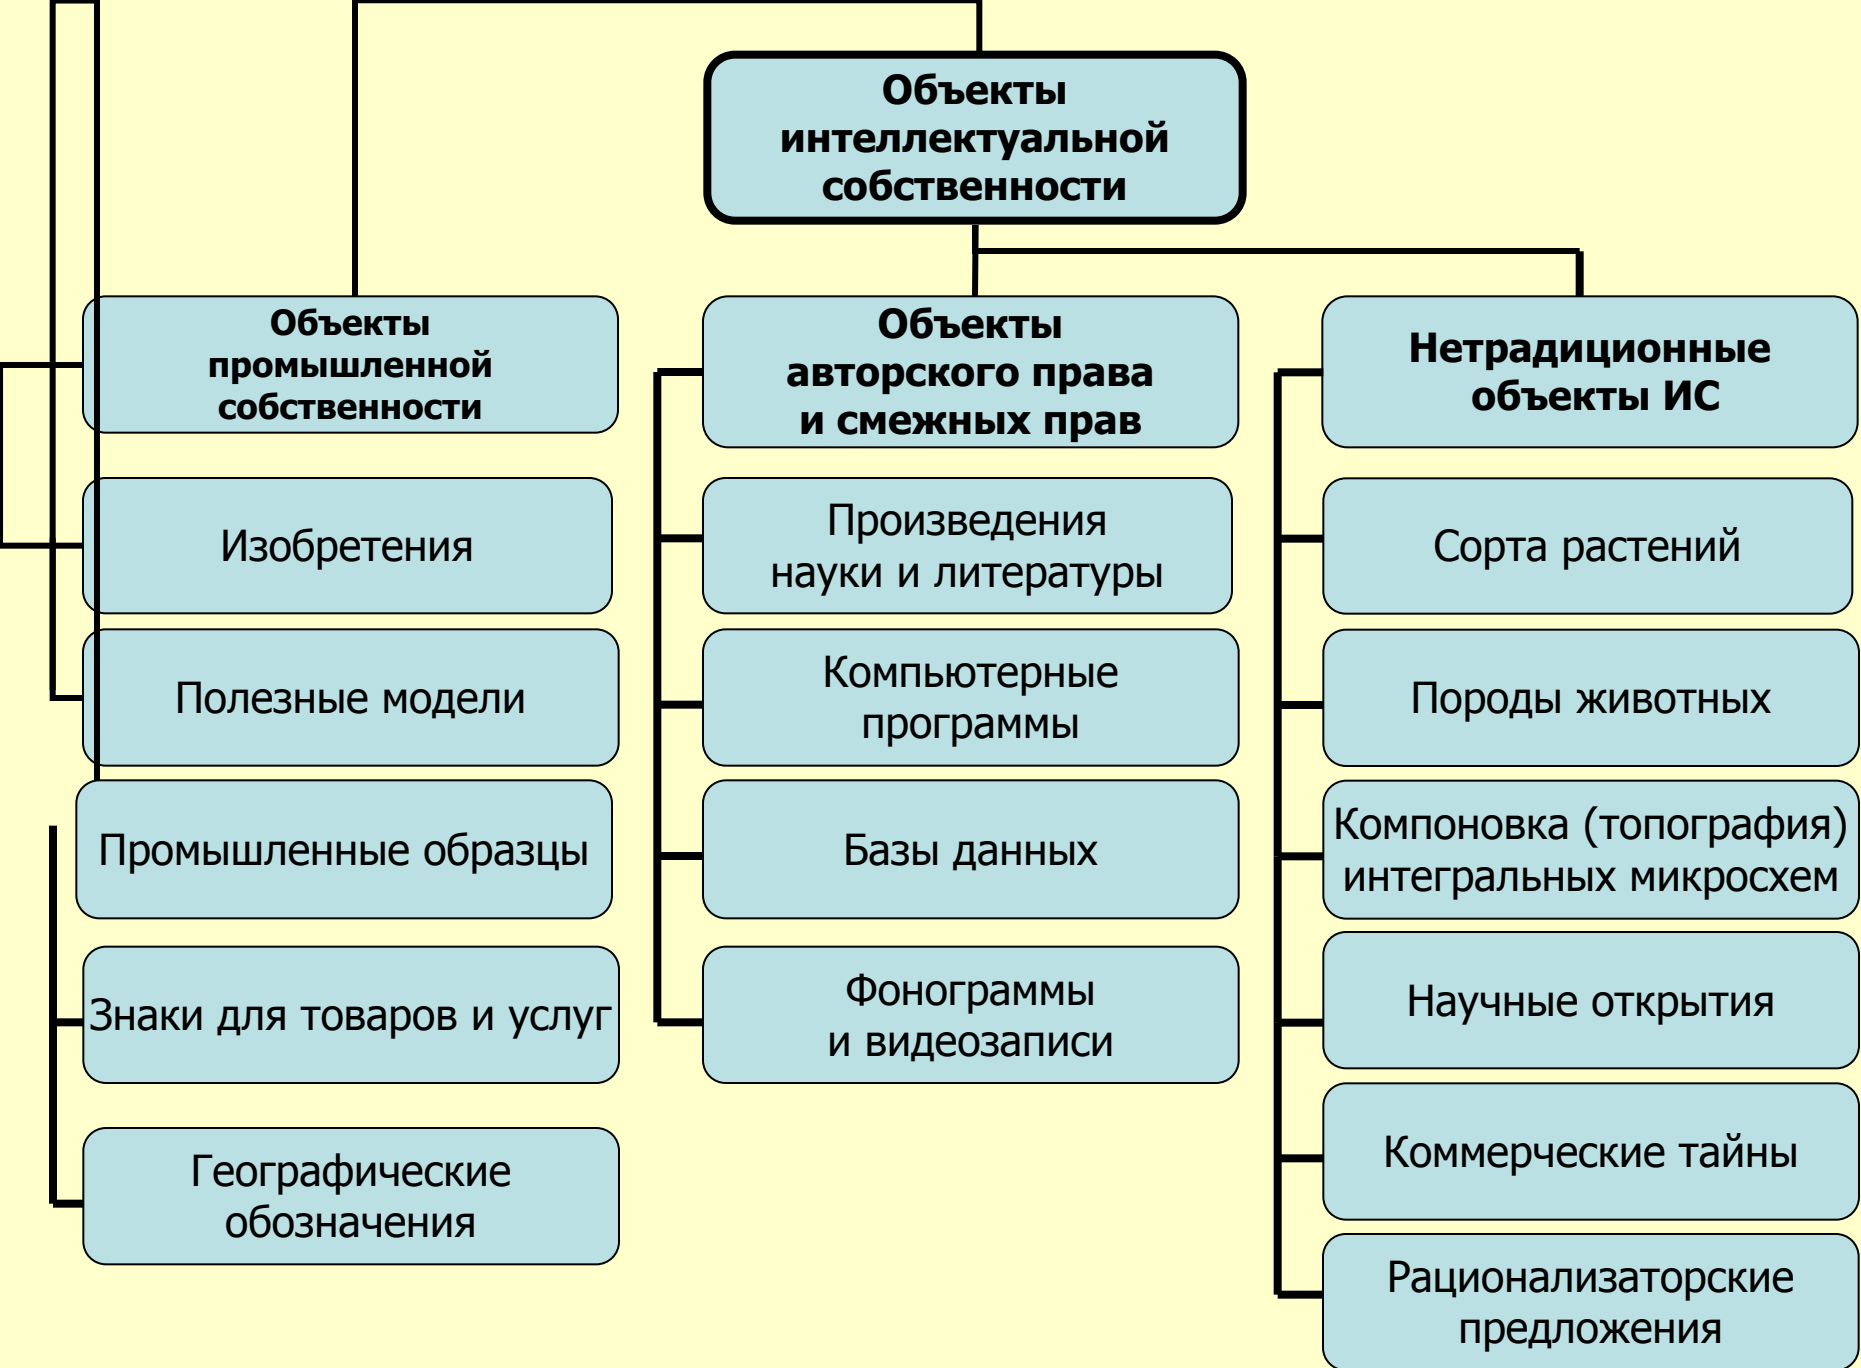 Объекты
интеллектуальной
собственности
Объекты
промышленной
собственности
Изобретения
Полезные модели
Промышленные образцы
Знаки для товаров и услуг
Географические
обозначения
Объекты
авторского права
и смежных прав
Произведения
науки и литературы
Компьютерные
программы
Базы данных
Фонограммы
и видеозаписи
Нетрадиционные
объекты ИС
Сорта растений
Породы животных
Компоновка (топография)
интегральных микросхем
Научные открытия
Коммерческие тайны
Рационализаторские
предложения